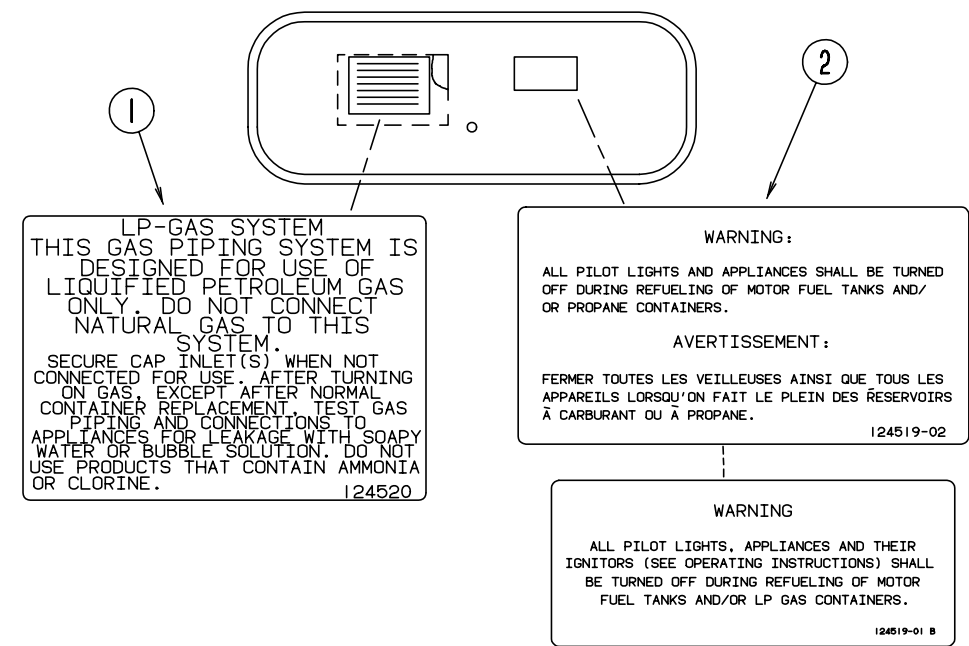 1
2
LP-GAS SYSTEM
THIS GAS PIPING SYSTEM IS
DESIGNED FOR USE OF
LIQUIFIED PETROLEUM GAS
ONLY. DO NOT CONNECT
NATURAL GAS TO THIS
SYSTEM.
SECURE CAP INLET(S) WHEN NOT
CONNECTED FOR USE. AFTER TURNING
ON GAS, EXCEPT AFTER NORMAL
CONTAINER REPLACEMENT, TEST GAS
PIPING AND CONNECTIONS TO
APPLIANCES FOR LEAKAGE WITH SOAPY
WATER OR BUBBLE SOLUTION. DO NOT
USE PRODUCTS THAT CONTAIN AMMONIA
OR CLORINE.
124520
WARNING:
ALL PILOT LIGHTS AND APPLIANCES SHALL BE TURNED
OFF DURING REFUELING OF MOTOR FUEL TANKS AND/
OR PROPANE CONTAINERS.
AVERTISSEMENT:
FERMER TOUTES LES VEILLEUSES AINSI QUE TOUS LES
APPAREILS LORSQU'ON FAIT LE PLEIN DES ŔESERVOIRS
À CARBURANT OU À PROPANE.
124519-02
WARNING
ALL PILOT LIGHTS, APPLIANCES AND THEIR
IGNITORS (SEE OPERATING INSTRUCTIONS) SHALL
BE TURNED OFF DURING REFUELING OF MOTOR
FUEL TANKS AND/OR LP GAS CONTAINERS.
124519-01 B